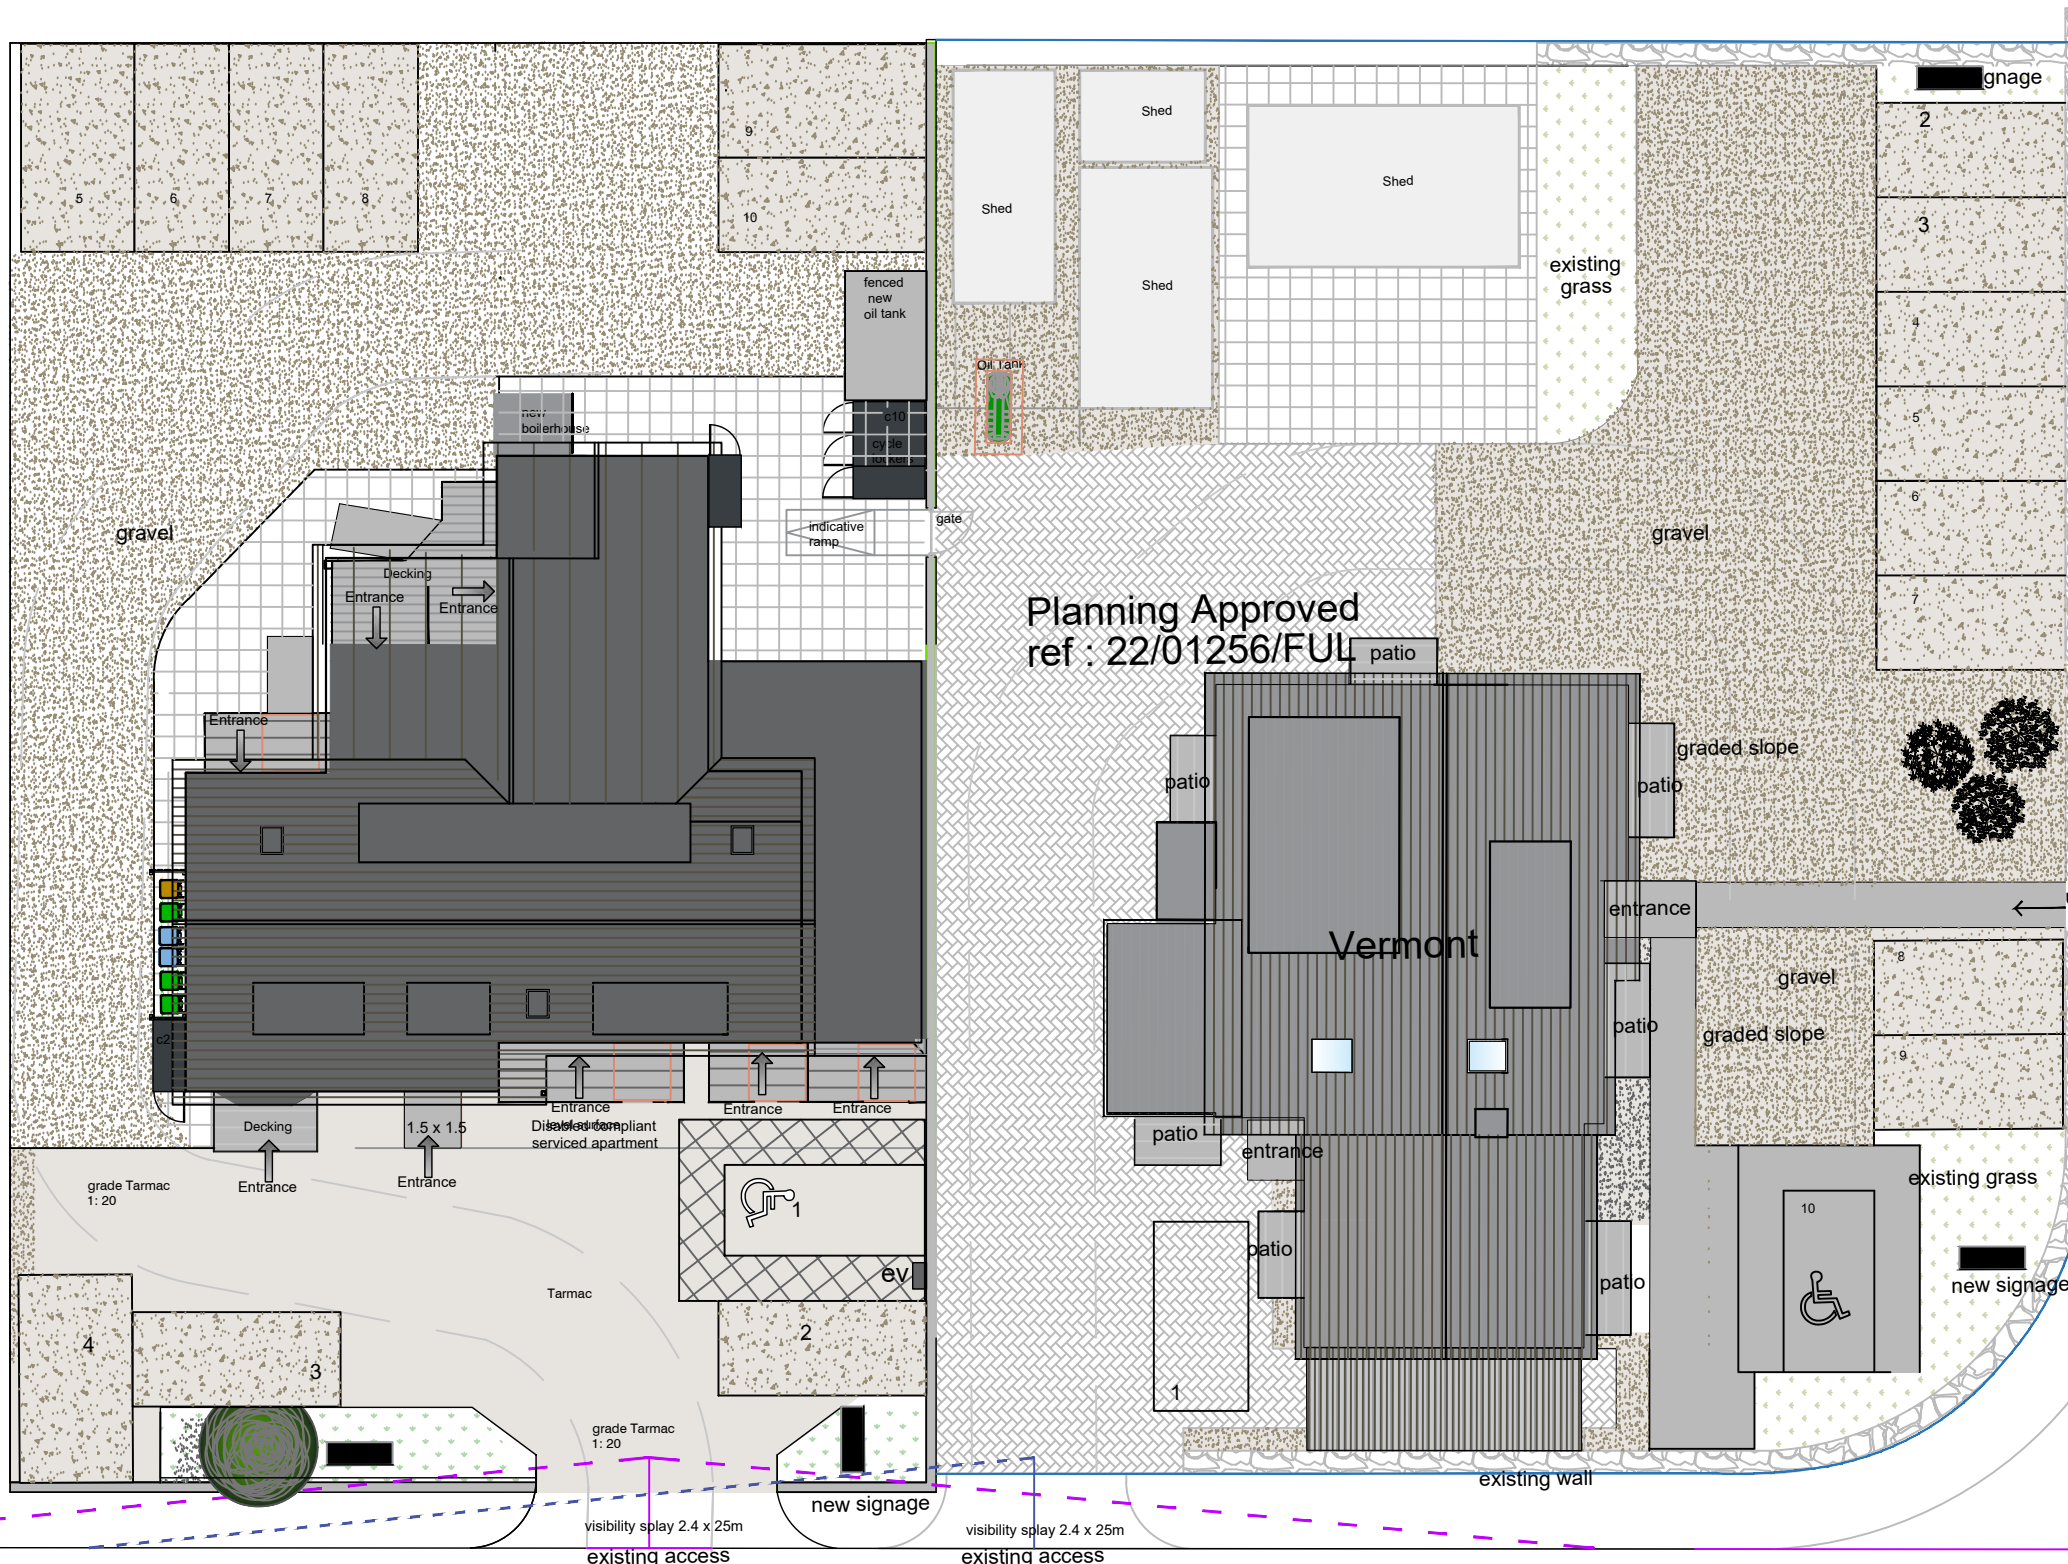 gnage
2
9
Shed
Shed
5
6
7
8
10
Shed
3
existing
grass
fenced
new
oil tank
Shed
4
Oil Tank
new
boilerhouse
c10
cycle
lockers
5
6
gravel
indicative
ramp
gate
gravel
Decking
Entrance
Entrance
7
Planning Approved
ref : 22/01256/FUL
patio
Entrance
graded slope
patio
patio
entrance
Vermont
8
gravel
c2
patio
graded slope
9
Decking
1.5 x 1.5
Entrance
level surface
Disabled compliant
serviced apartment
Entrance
Entrance
patio
entrance
Entrance
Entrance
grade Tarmac
1: 20
existing grass
1
10
patio
ev
Tarmac
patio
new signage
4
3
2
1
grade Tarmac
1: 20
existing wall
new signage
visibility splay 2.4 x 25m
visibility splay 2.4 x 25m
existing access
existing access